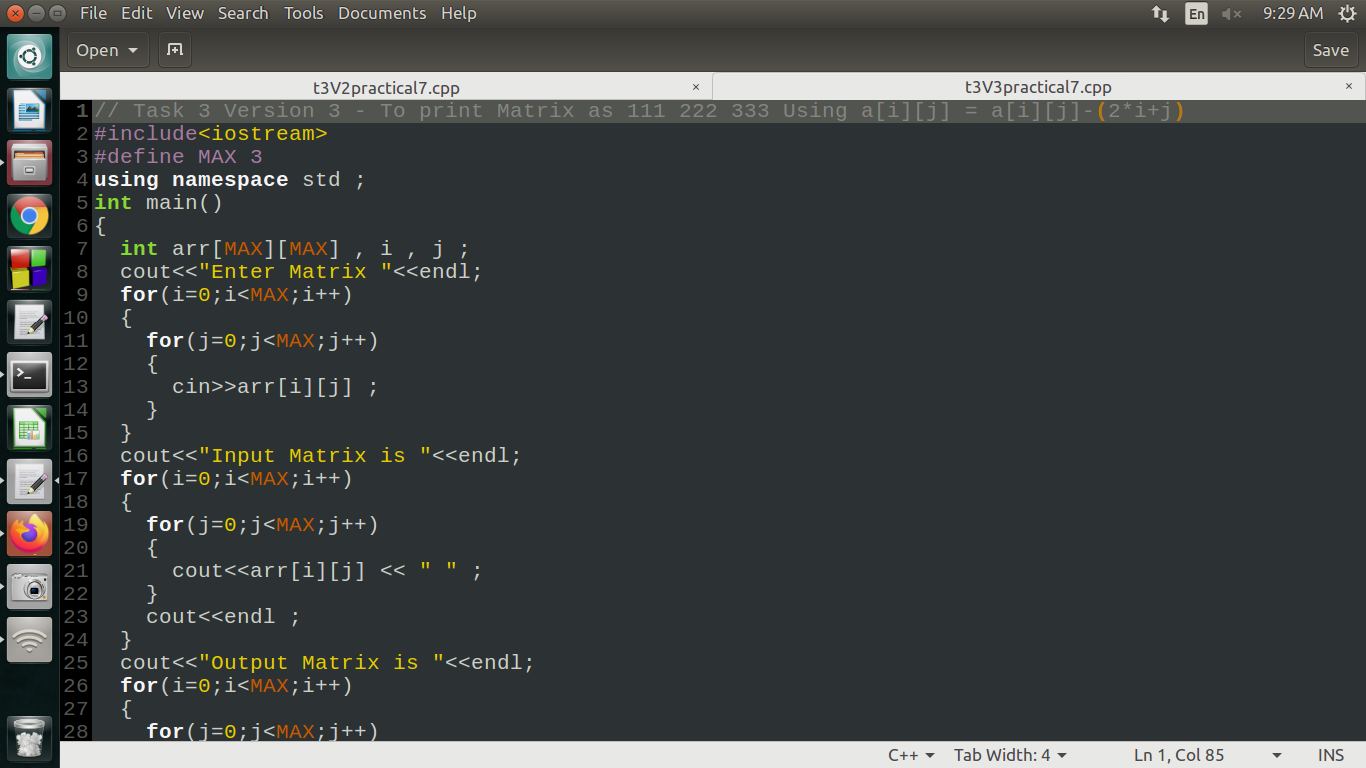 File Edit View Search Tools Documents Help En 9:29 AM
Open Save
t3V2practical7.cpp × t3V3practical7.cpp ×
1 // Task 3 Version 3 - To print Matrix as 111 222 333 Using a[i][j] = a[i][j]-(2*i+j)
2 #include<iostream>
3 #define MAX 3
4 using namespace std ;
5 int main()
6 {
7   int arr[MAX][MAX] , i , j ;
8   cout<<"Enter Matrix "<<endl;
9   for(i=0;i<MAX;i++)
10   {
11     for(j=0;j<MAX;j++)
12     {
13       cin>>arr[i][j] ;
14     }
15   }
16   cout<<"Input Matrix is "<<endl;
17   for(i=0;i<MAX;i++)
18   {
19     for(j=0;j<MAX;j++)
20     {
21       cout<<arr[i][j] << " " ;
22     }
23     cout<<endl ;
24   }
25   cout<<"Output Matrix is "<<endl;
26   for(i=0;i<MAX;i++)
27   {
28     for(j=0;j<MAX;j++)
C++ Tab Width: 4 Ln 1, Col 85 INS